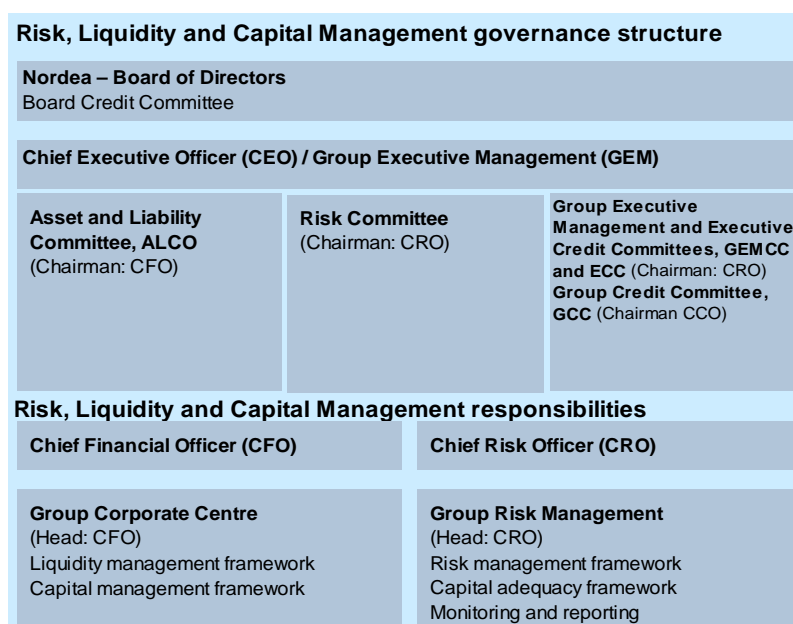 Risk, Liquidity and Capital Management governance structure
Nordea – Board of Directors
Board Credit Committee
Chief Executive Officer (CEO) / Group Executive Management (GEM)
Asset and Liability
Committee, ALCO
(Chairman: CFO)
Risk Committee
(Chairman: CRO)
Group Executive
Management and Executive
Credit Committees, GEMCC
and ECC (Chairman: CRO)
Group Credit Committee,
GCC (Chairman CCO)
Risk, Liquidity and Capital Management responsibilities
Chief Financial Officer (CFO)
Chief Risk Officer (CRO)
Group Corporate Centre
(Head: CFO)
Liquidity management framework
Capital management framework
Group Risk Management
(Head: CRO)
Risk management framework
Capital adequacy framework
Monitoring and reporting